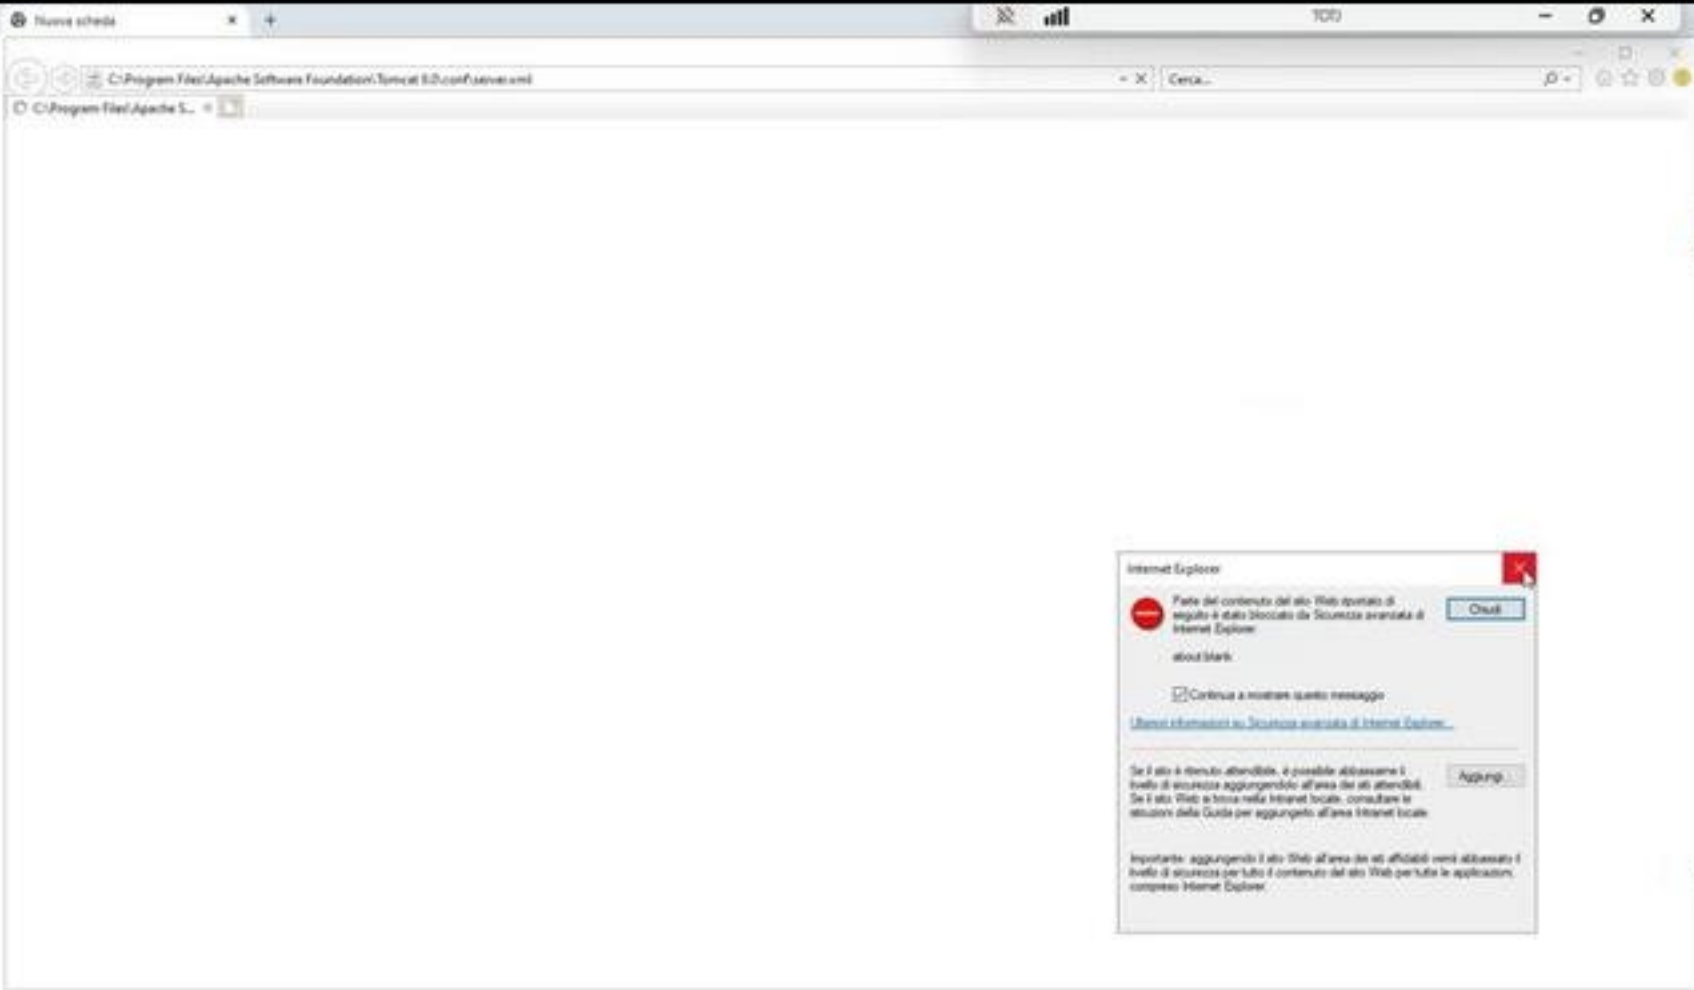 Nuova scheda
C:\Program Files\Apache Software Foundation\Tomcat 8.0\conf\server.xml
Cerca...
C:\Program Files\Apache S...
Internet Explorer
Parte del contenuto del sito Web riportato di
seguito è stato bloccato da Sicurezza avanzata di
Internet Explorer
Chiudi
about:blank
Continua a mostrare questo messaggio
Ulteriori informazioni su Sicurezza avanzata di Internet Explorer...
Se il sito è ritenuto attendibile, è possibile abbassarne il
livello di sicurezza aggiungendolo all'area dei siti attendibili.
Se il sito Web si trova nella Intranet locale, consultare le
istruzioni della Guida per aggiungerlo all'area Intranet locale.
Aggiungi...
Importante: aggiungendo il sito Web all'area dei siti affidabili verrà abbassato il
livello di sicurezza per tutto il contenuto del sito Web per tutte le applicazioni,
compreso Internet Explorer.